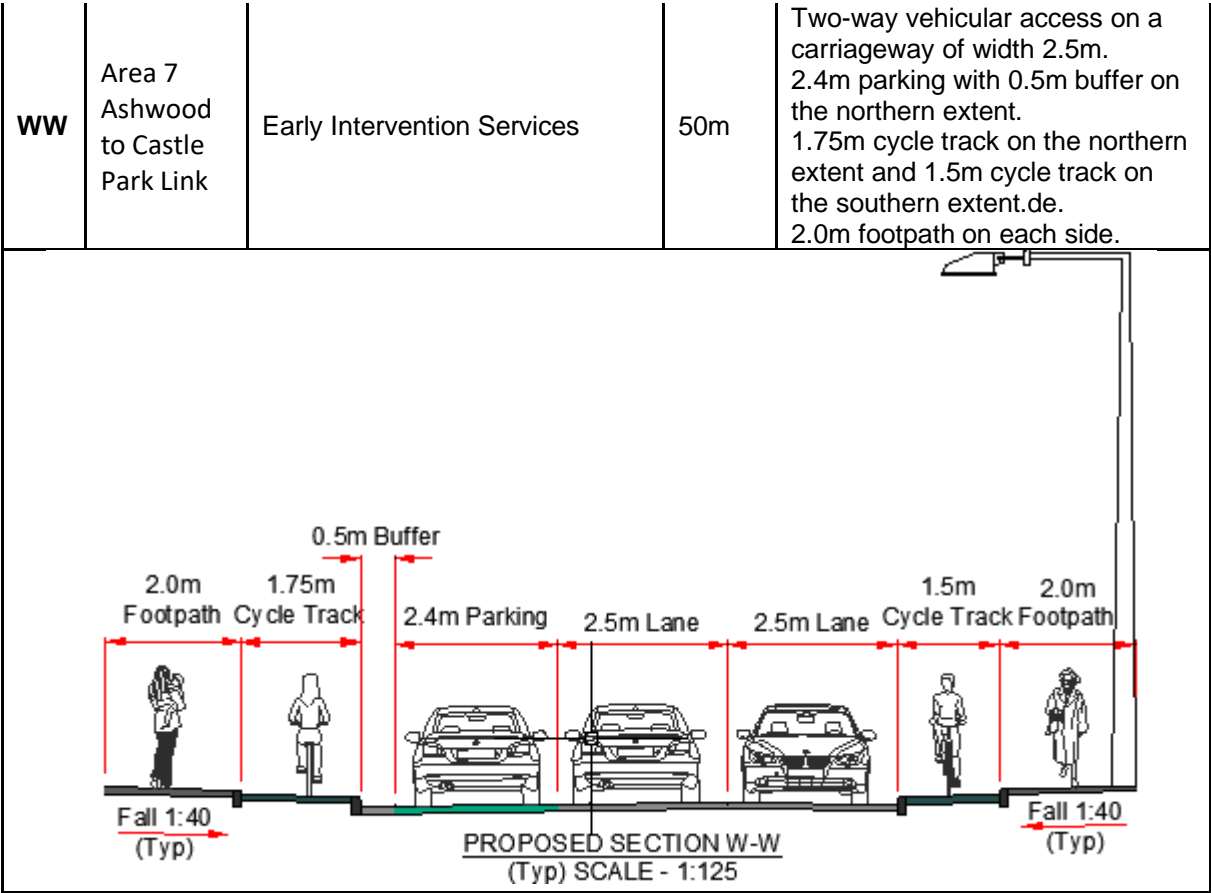 WW
Area 7
Ashwood
to Castle
Park Link
Early Intervention Services
50m
Two-way vehicular access on a
carriageway of width 2.5m.
2.4m parking with 0.5m buffer on
the northern extent.
1.75m cycle track on the northern
extent and 1.5m cycle track on
the southern extent.de.
2.0m footpath on each side.
0.5m Buffer
2.0m
Footpath
1.75m
Cycle Track
2.4m Parking
2.5m Lane
2.5m Lane
1.5m
Cycle Track
2.0m
Footpath
Fall 1:40
(Typ)
PROPOSED SECTION W-W
(Typ) SCALE - 1:125
Fall 1:40
(Typ)